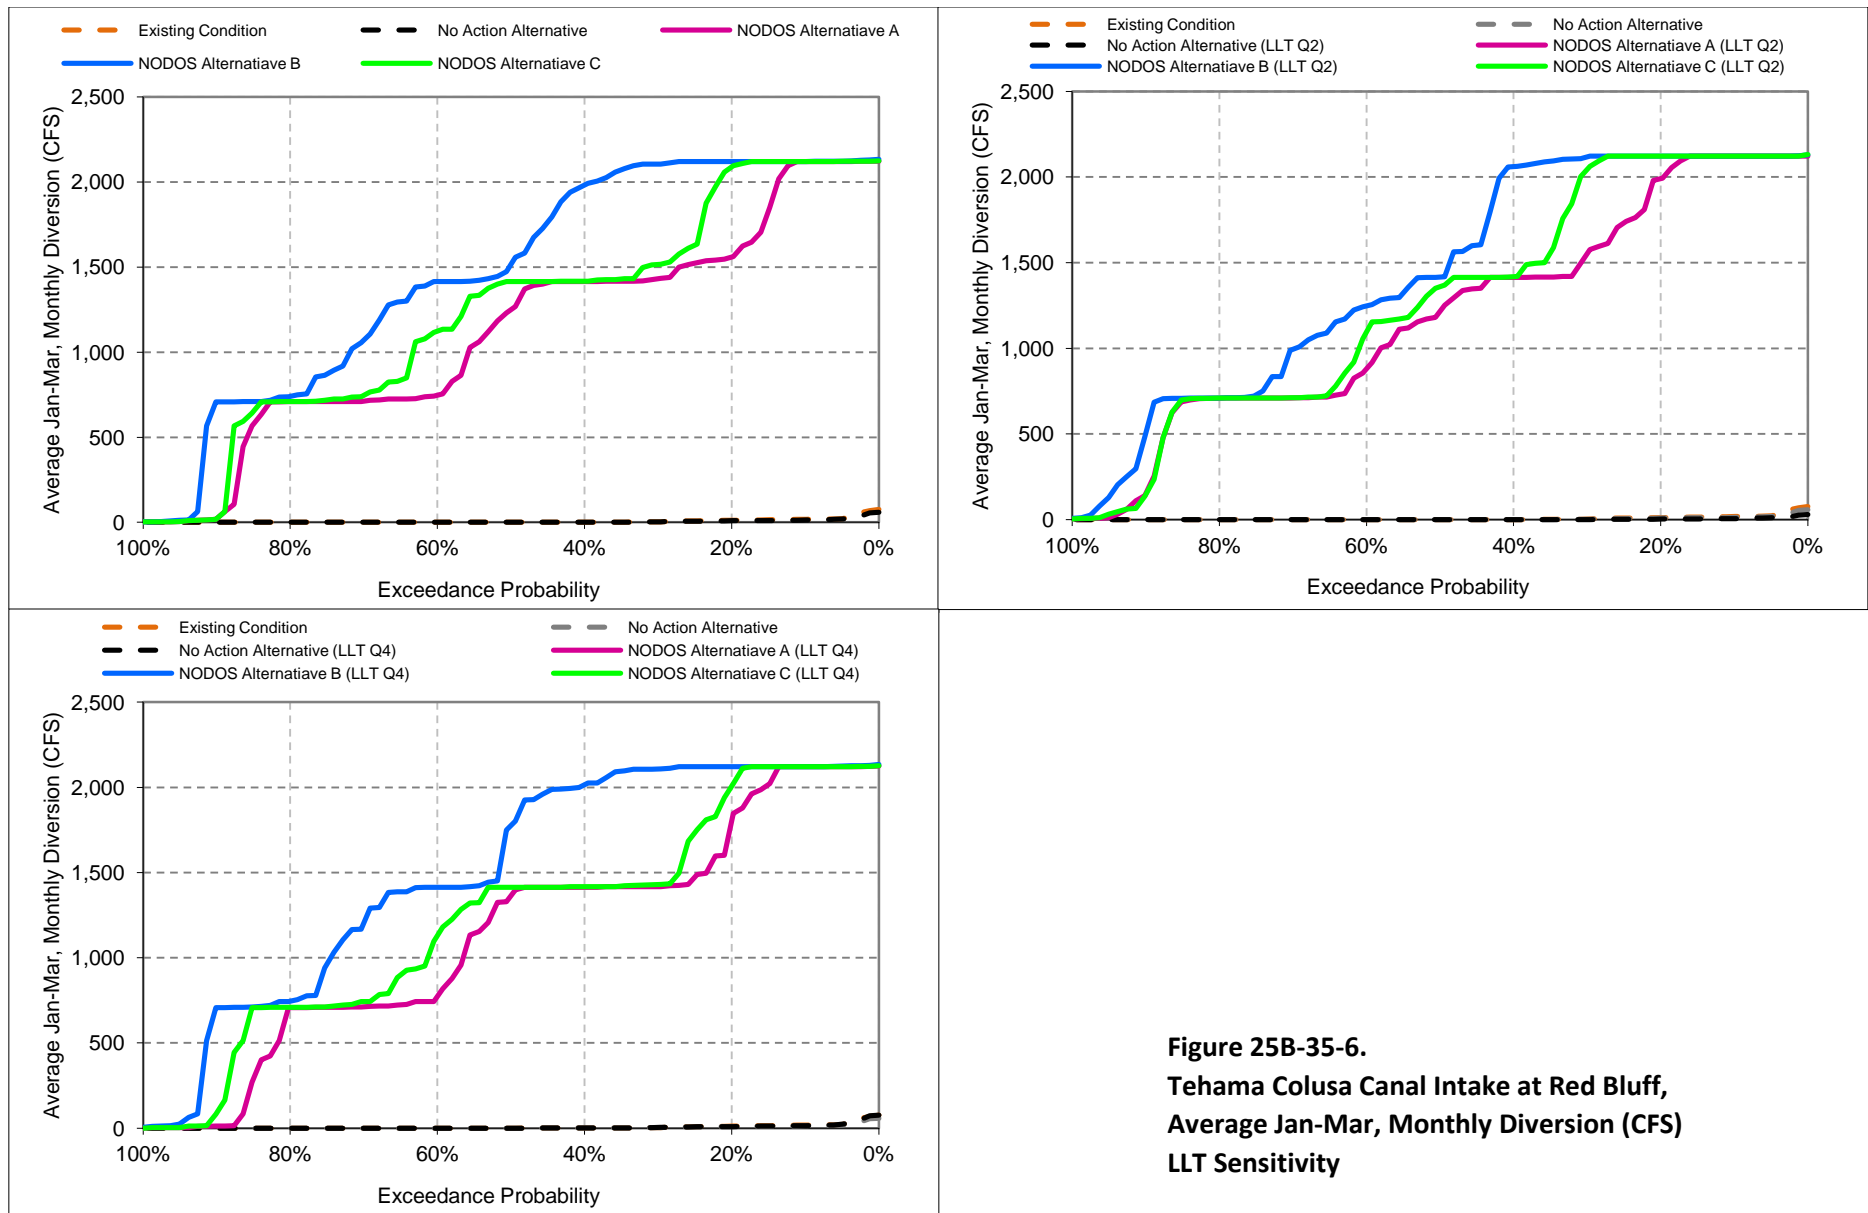 Existing Condition
No Action Alternative
NODOS Alternatiave A
NODOS Alternatiave B
NODOS Alternatiave C
Average Jan-Mar, Monthly Diversion (CFS)
2,500
2,000
1,500
1,000
500
0
100%
80%
60%
40%
20%
0%
Exceedance Probability
Existing Condition
No Action Alternative
No Action Alternative (LLT Q2)
NODOS Alternatiave A (LLT Q2)
NODOS Alternatiave B (LLT Q2)
NODOS Alternatiave C (LLT Q2)
Average Jan-Mar, Monthly Diversion (CFS)
2,500
2,000
1,500
1,000
500
0
100%
80%
60%
40%
20%
0%
Exceedance Probability
Existing Condition
No Action Alternative
No Action Alternative (LLT Q4)
NODOS Alternatiave A (LLT Q4)
NODOS Alternatiave B (LLT Q4)
NODOS Alternatiave C (LLT Q4)
Average Jan-Mar, Monthly Diversion (CFS)
2,500
2,000
1,500
1,000
500
0
100%
80%
60%
40%
20%
0%
Exceedance Probability
Figure 25B-35-6.
Tehama Colusa Canal Intake at Red Bluff,
Average Jan-Mar, Monthly Diversion (CFS)
LLT Sensitivity